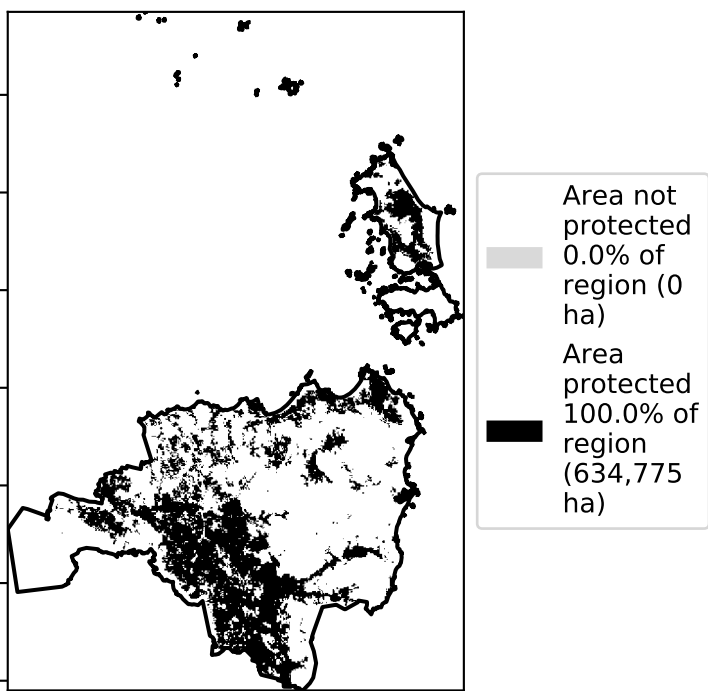 Area not
protected
0.0% of
region (0
ha)
Area
protected
100.0% of
region
(634,775
ha)